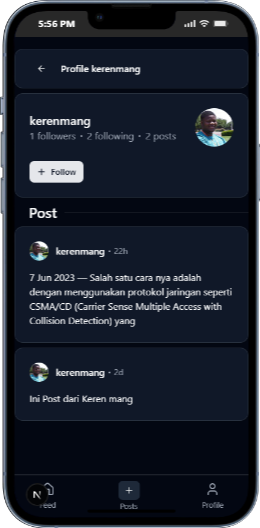 5:56 PM
Profile kerenmang
kerenmang
1 followers • 2 following • 2 posts
+ Follow
Post
kerenmang • 22h
7 Jun 2023 — Salah satu cara nya adalah
dengan menggunakan protokol jaringan seperti
CSMA/CD (Carrier Sense Multiple Access with
Collision Detection) yang
kerenmang • 2d
Ini Post dari Keren mang
N
Feed
Posts
Profile